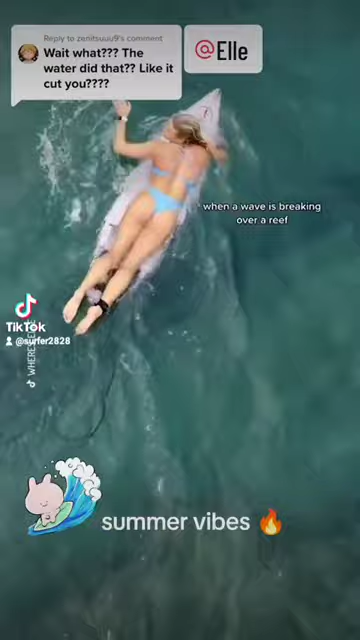 Reply to zenitsuuu9's comment
Wait what??? The
water did that?? Like it
cut you????
@Elle
when a wave is breaking
over a reef
TikTok
@surfer2828
summer vibes 🔥